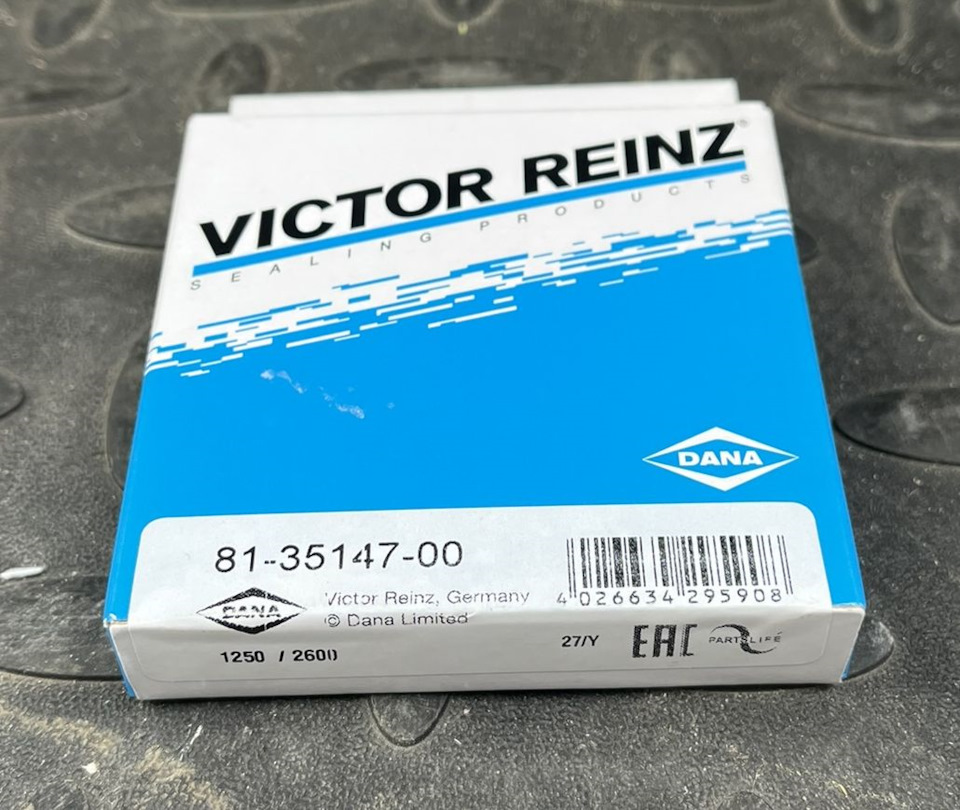 VICTOR REINZ®
SEALING PRODUCTS
DANA
81-35147-00
4 026634 295908
DANA
Victor Reinz, Germany
© Dana Limited
1250 / 2600
27/Y
EAC
PARTSLIFE